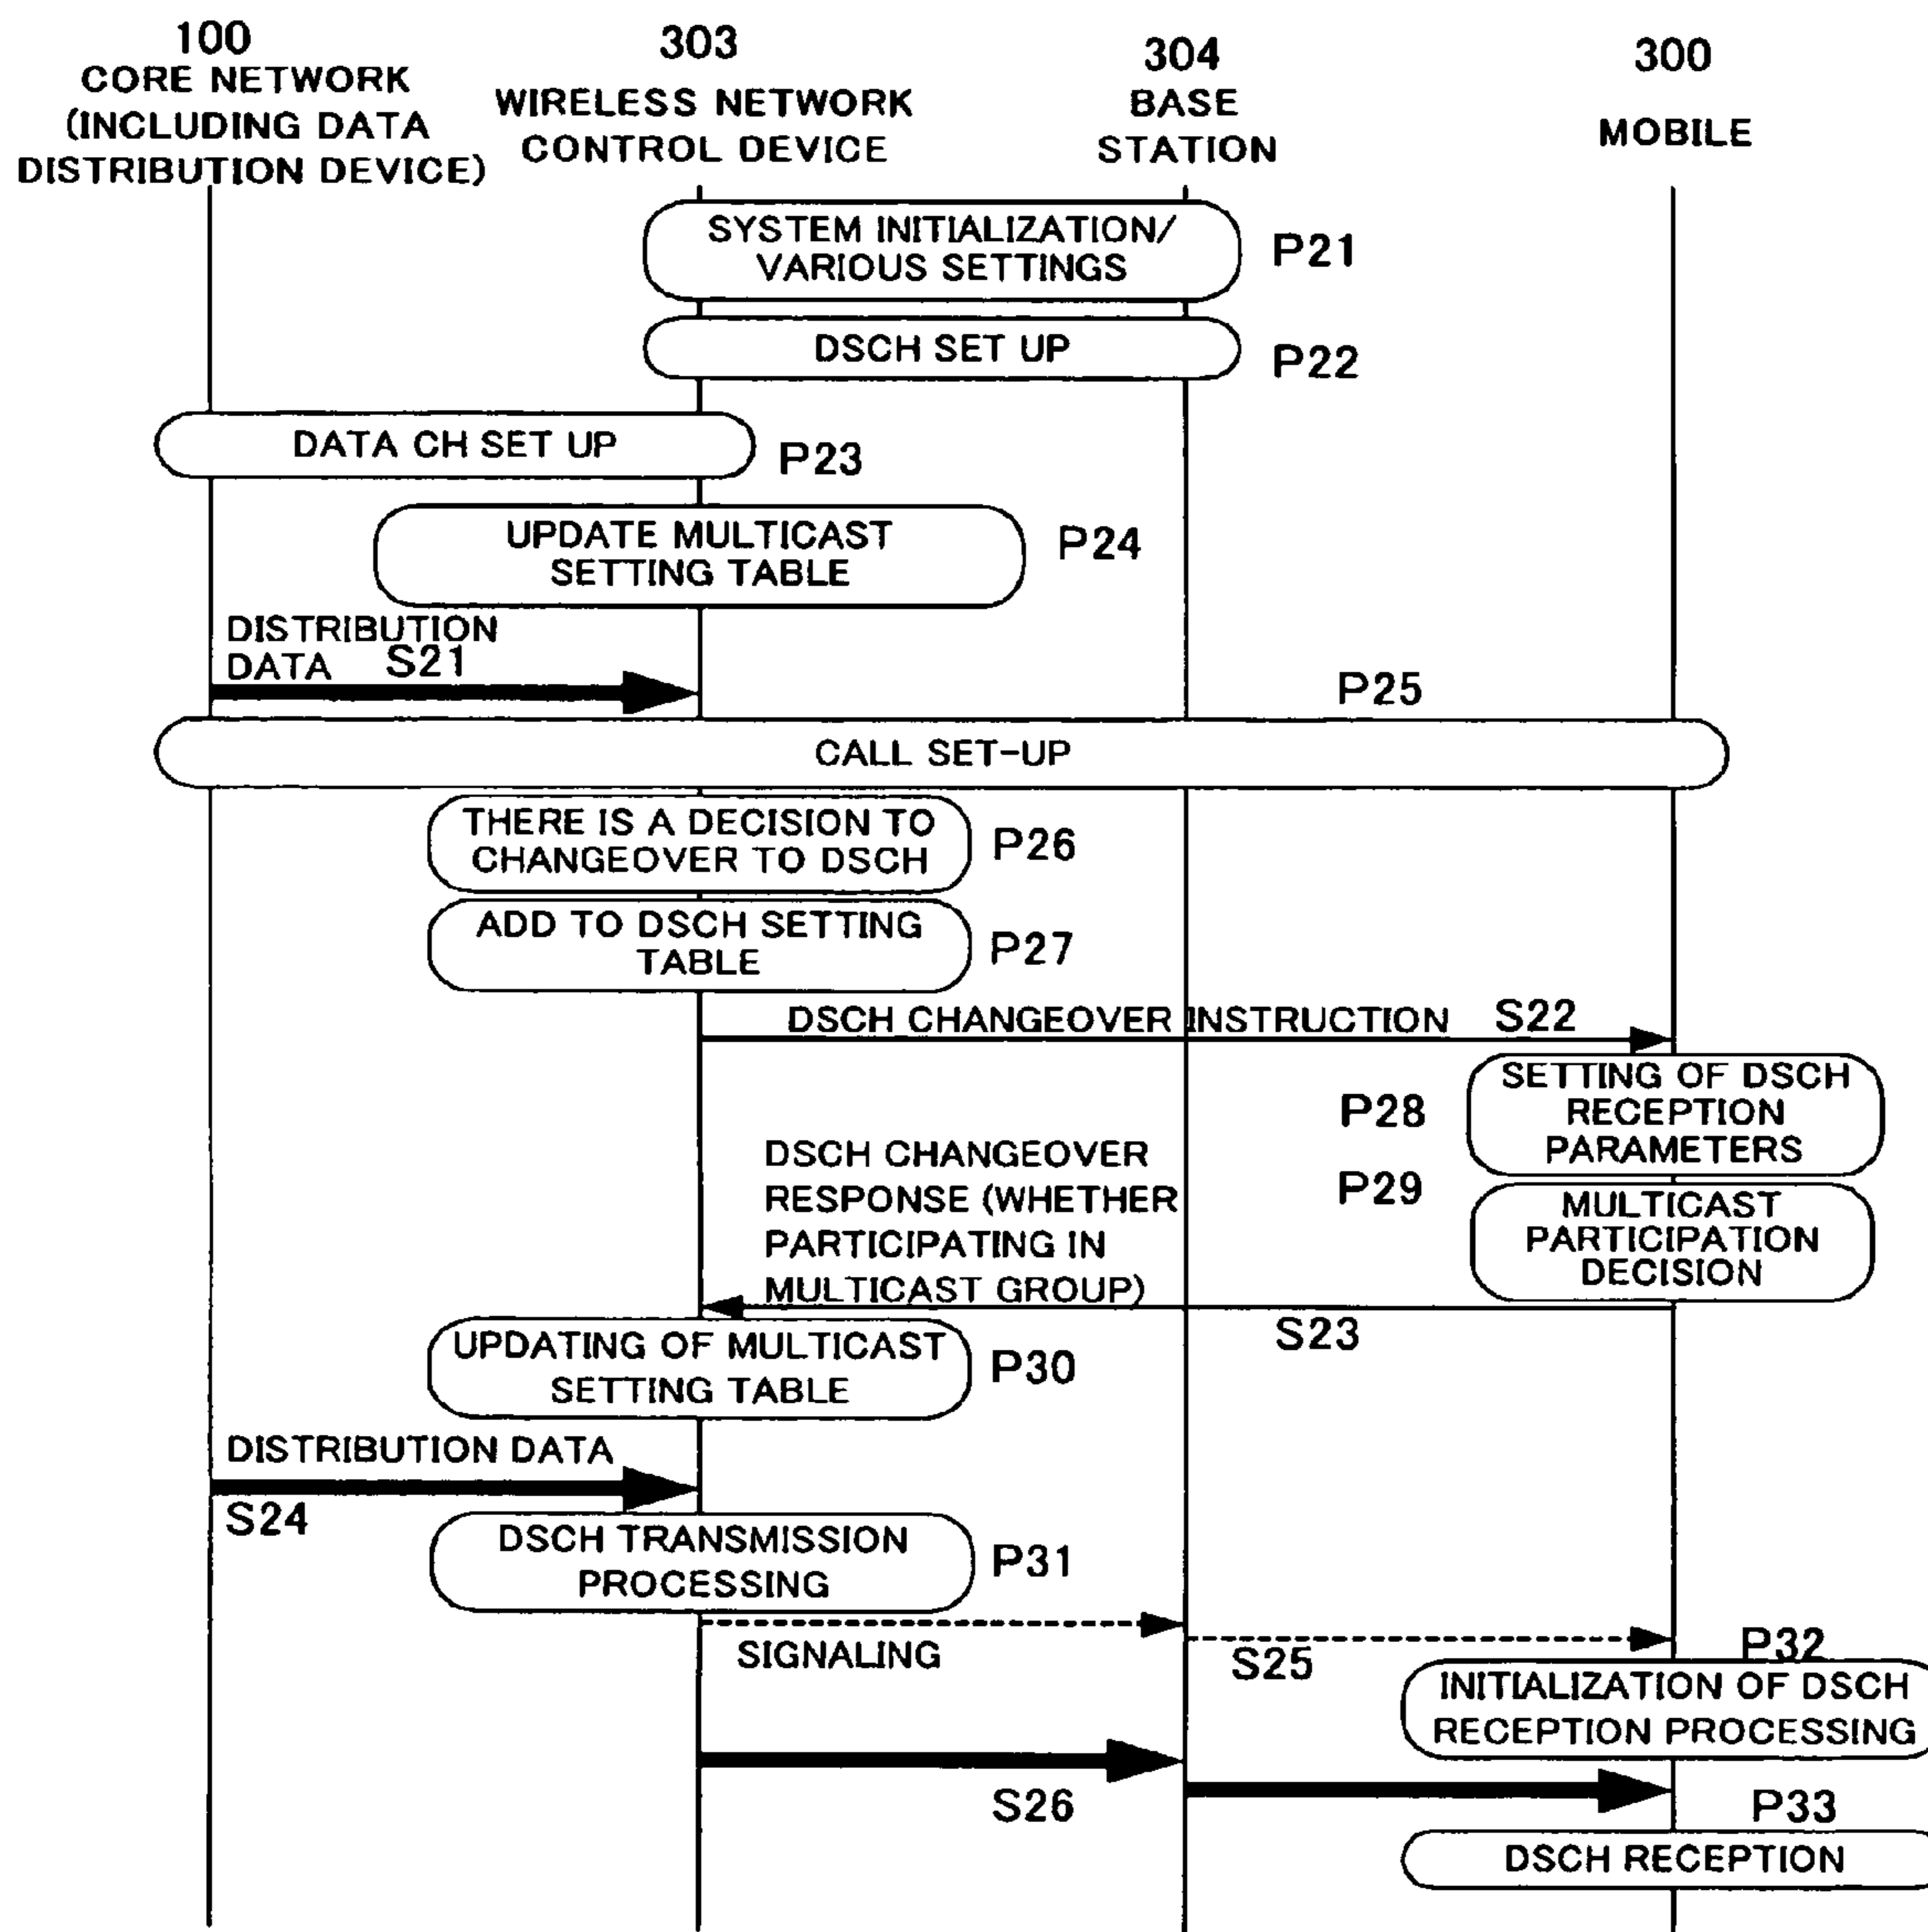 100
CORE NETWORK
(INCLUDING DATA
DISTRIBUTION DEVICE)
303
WIRELESS NETWORK
CONTROL DEVICE
304
BASE
STATION
300
MOBILE
SYSTEM INITIALIZATION/
VARIOUS SETTINGS
P21
DSCH SET UP
P22
DATA CH SET UP
P23
UPDATE MULTICAST
SETTING TABLE
P24
DISTRIBUTION
DATA S21
P25
CALL SET-UP
THERE IS A DECISION TO
CHANGEOVER TO DSCH
P26
ADD TO DSCH SETTING
TABLE
P27
DSCH CHANGEOVER INSTRUCTION S22
SETTING OF DSCH
RECEPTION
PARAMETERS
P28
P29
MULTICAST
PARTICIPATION
DECISION
DSCH CHANGEOVER
RESPONSE (WHETHER
PARTICIPATING IN
MULTICAST GROUP)
S23
UPDATING OF MULTICAST
SETTING TABLE
P30
DISTRIBUTION DATA
S24
DSCH TRANSMISSION
PROCESSING
P31
SIGNALING
S25
P32
INITIALIZATION OF DSCH
RECEPTION PROCESSING
S26
P33
DSCH RECEPTION